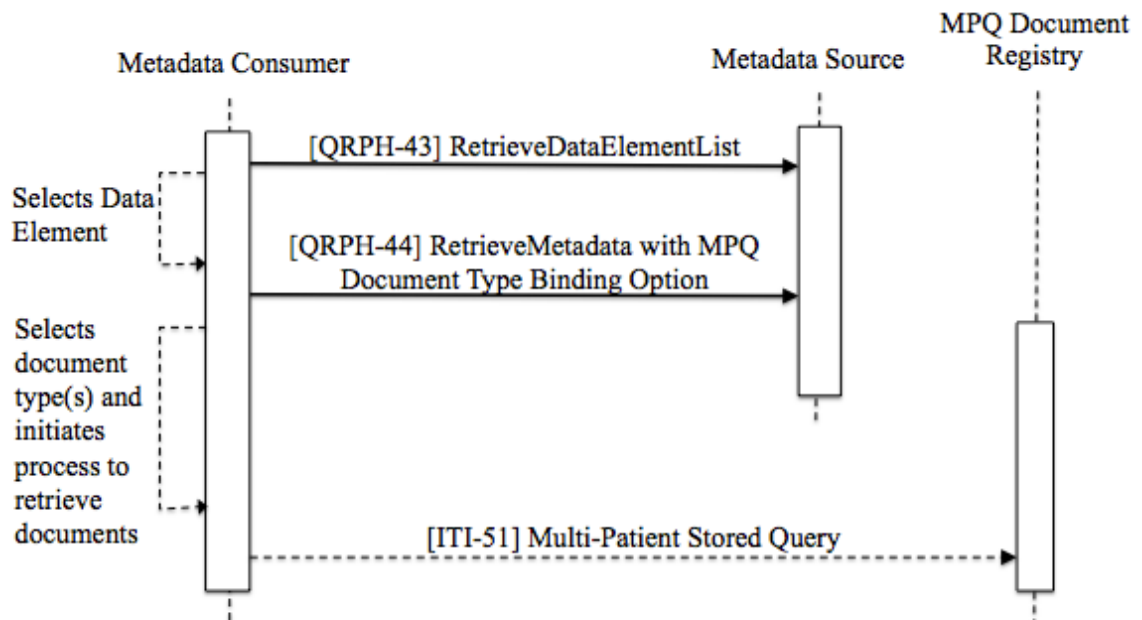 MPQ Document
Registry
Metadata Consumer
Metadata Source
[QRPH-43] RetrieveDataElementList
Selects Data
Element
[QRPH-44] RetrieveMetadata with MPQ
Document Type Binding Option
Selects
document
type(s) and
initiates
process to
retrieve
documents
[ITI-51] Multi-Patient Stored Query